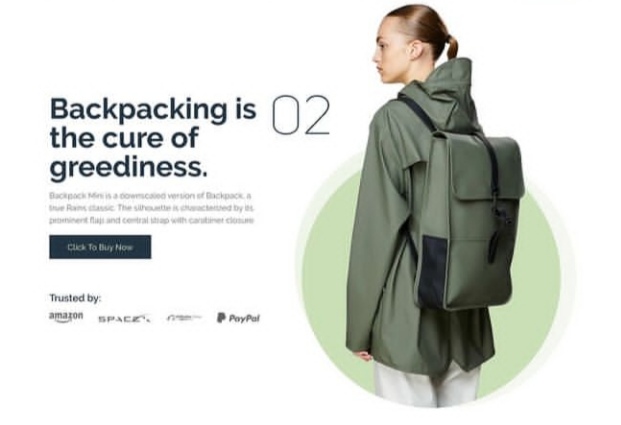 Backpacking is
the cure of
greediness.
02
Backpack Mini is a downscaled version of Backpack, a
true Rains classic. The silhouette is characterized by its
prominent flap and central strap with carabiner closure
Click To Buy Now
Trusted by:
amazon
SPACEX
PayPal